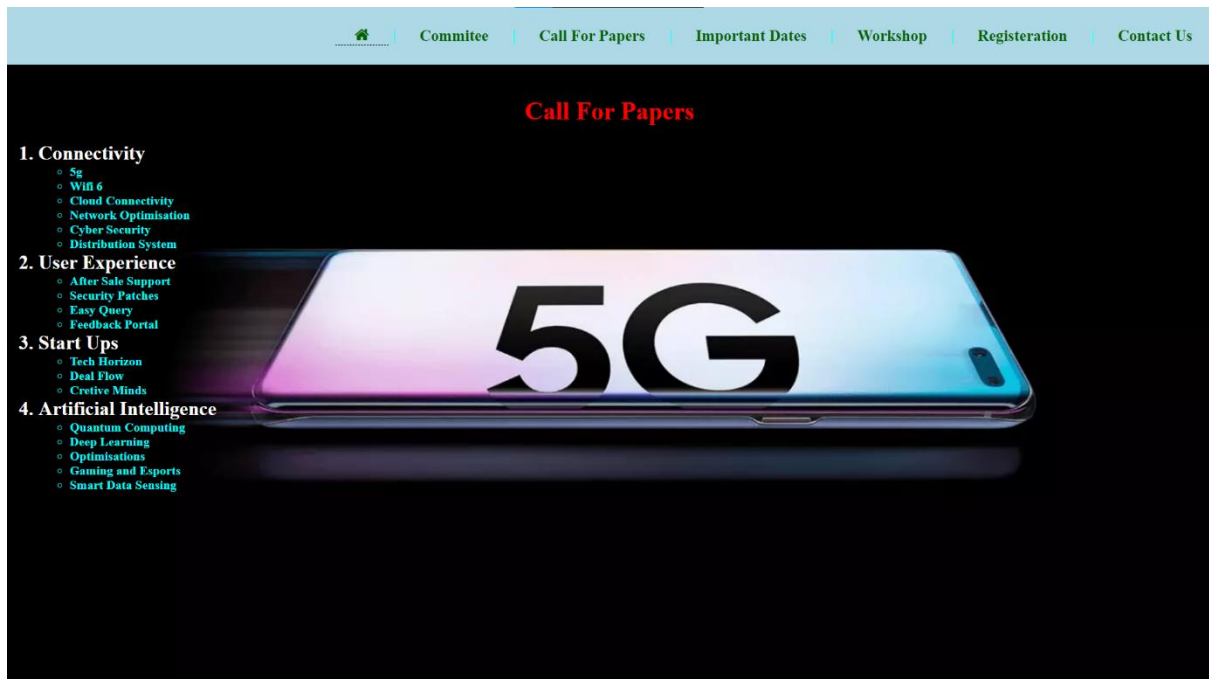 Commitee | Call For Papers | Important Dates | Workshop | Registeration | Contact Us
Call For Papers
1. Connectivity
5g
Wifi 6
Cloud Connectivity
Network Optimisation
Cyber Security
Distribution System
2. User Experience
After Sale Support
Security Patches
Easy Query
Feedback Portal
3. Start Ups
Tech Horizon
Deal Flow
Cretive Minds
4. Artificial Intelligence
Quantum Computing
Deep Learning
Optimisations
Gaming and Esports
Smart Data Sensing
5G